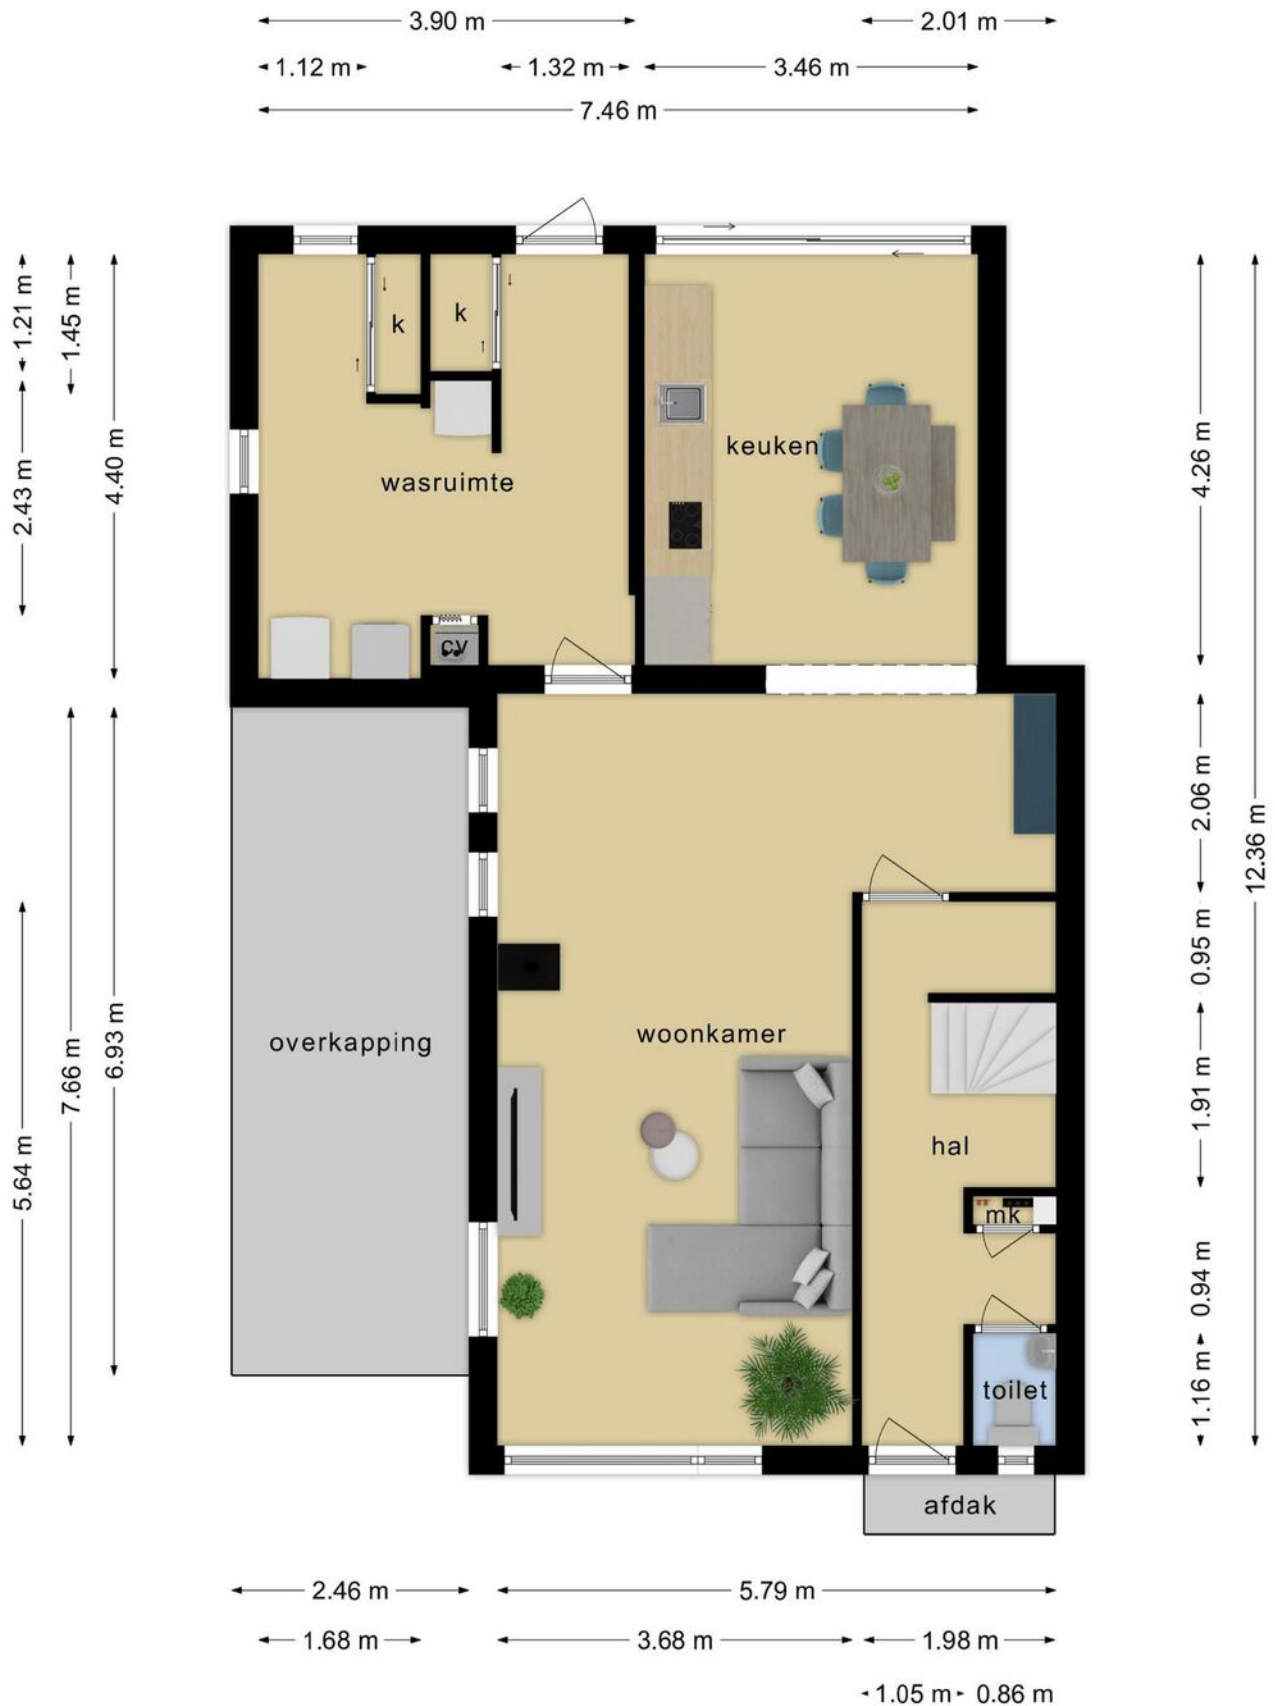 3.90 m
2.01 m
1.12 m
1.32 m
3.46 m
7.46 m
1.21 m
1.45 m
4.40 m
2.43 m
4.26 m
12.36 m
k
k
keuken
wasruimte
cv
2.06 m
0.95 m
1.91 m
0.94 m
1.16 m
5.64 m
7.66 m
6.93 m
overkapping
woonkamer
hal
mk
toilet
afdak
2.46 m
5.79 m
1.68 m
3.68 m
1.98 m
1.05 m
0.86 m